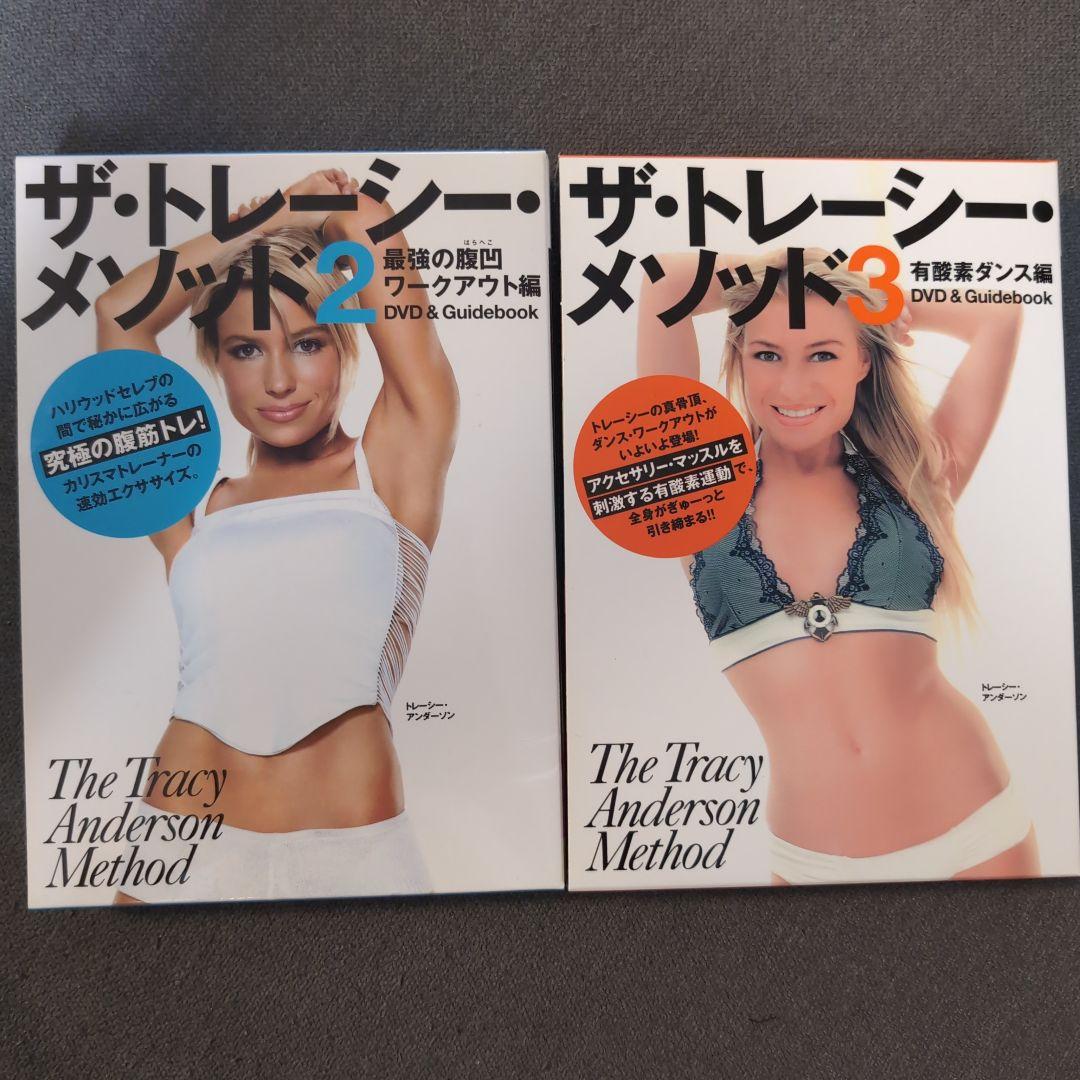 ザ・トレーシー・
メソッド2
はらへこ
最強の腹凹
ワークアウト編
DVD & Guidebook
ハリウッドセレブの
間で秘かに広がる
究極の腹筋トレ!
カリスマトレーナーの
速効エクササイズ。
トレーシー・
アンダーソン
The Tracy
Anderson
Method
ザ・トレーシー・
メソッド3
有酸素ダンス編
DVD & Guidebook
トレーシーの真骨頂、
ダンス・ワークアウトが
いよいよ登場!
アクセサリー・マッスルを
刺激する有酸素運動で、
全身がぎゅーっと
引き締まる!!
トレーシー・
アンダーソン
The Tracy
Anderson
Method